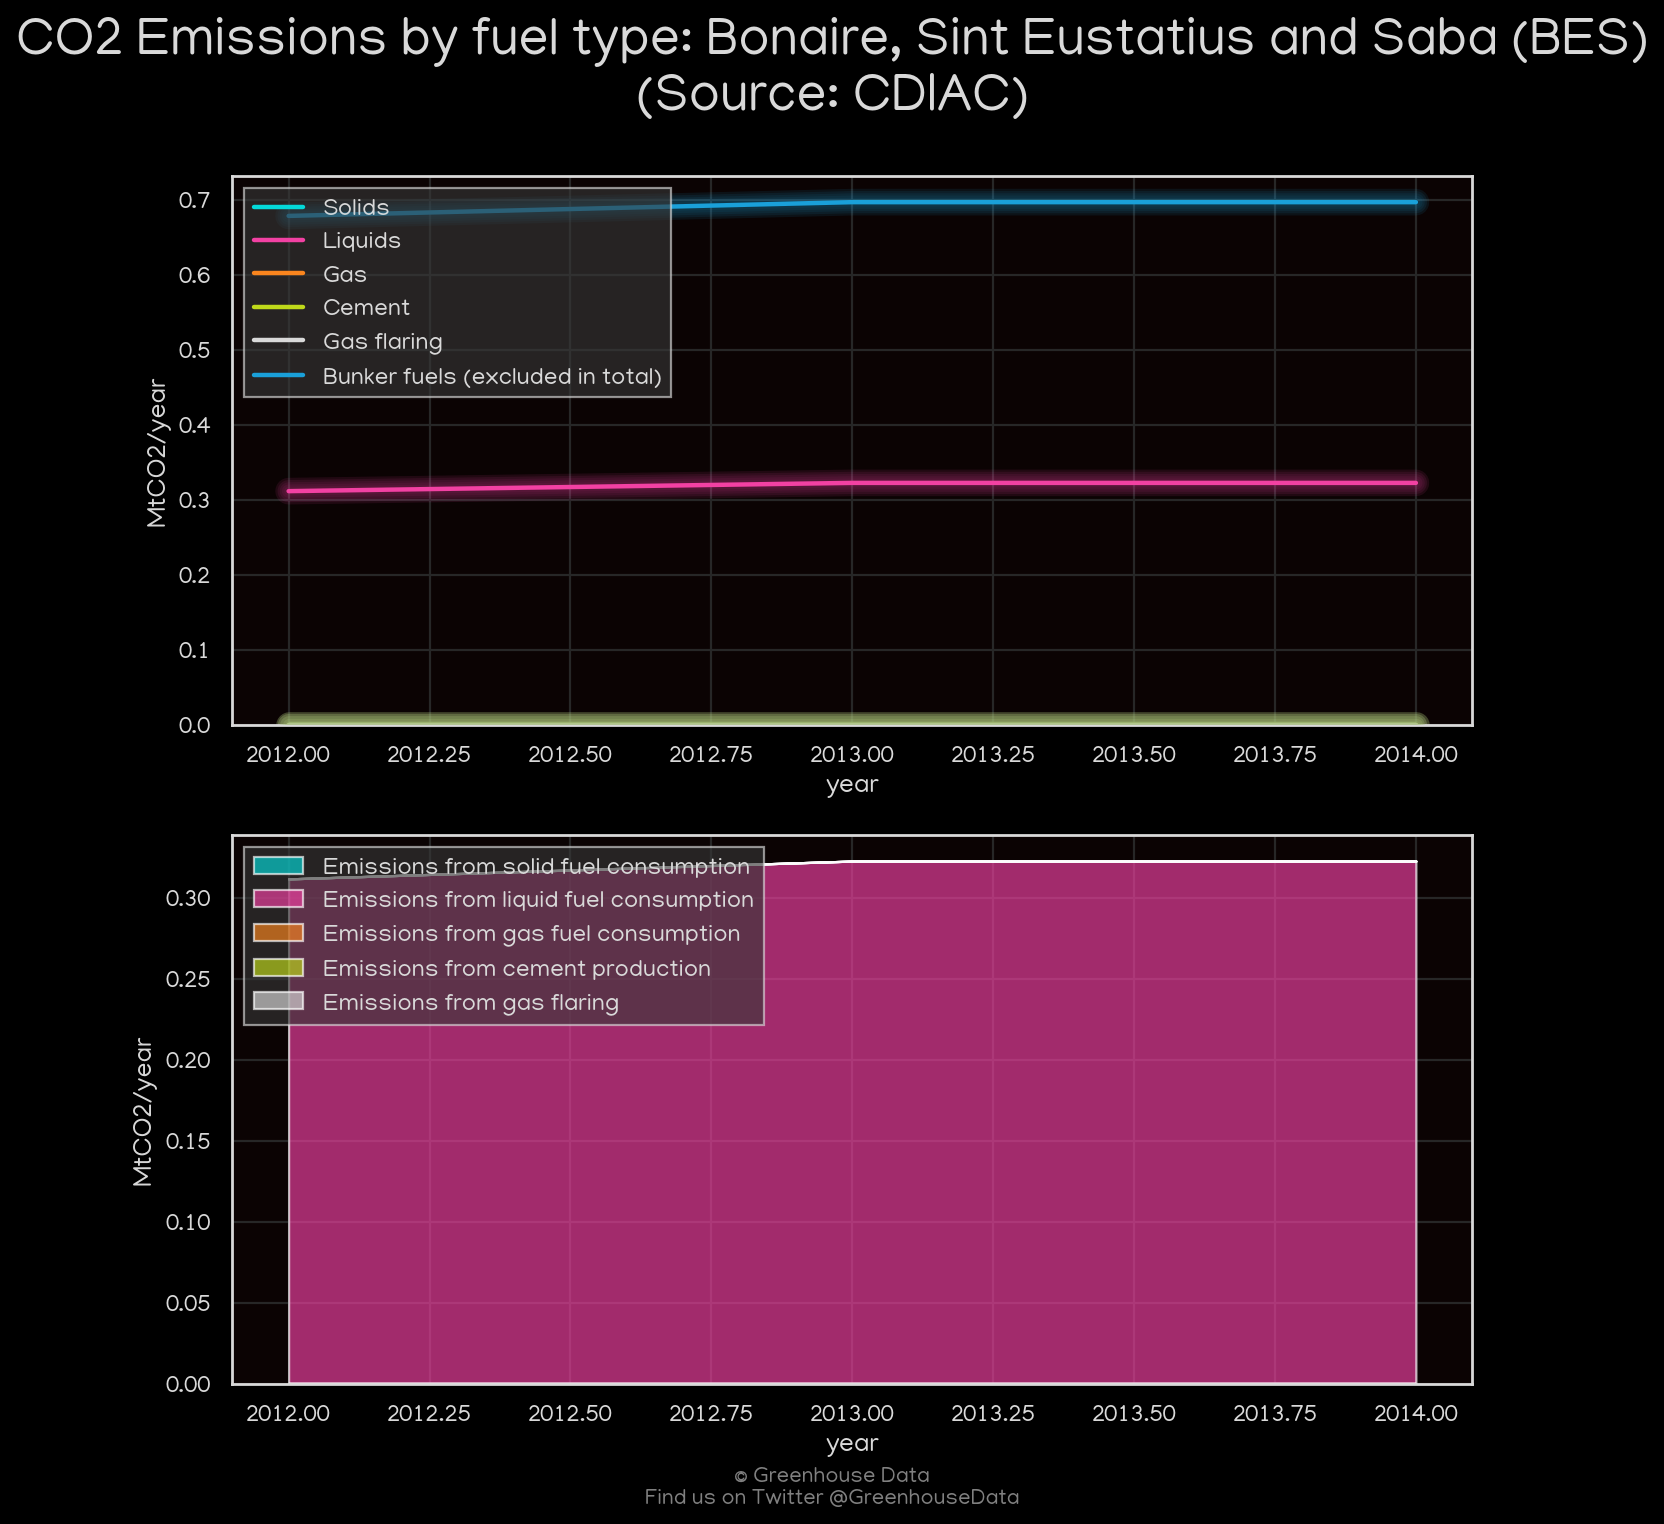 CO2 Emissions by fuel type: Bonaire, Sint Eustatius and Saba (BES)
(Source: CDIAC)
0.7
0.6
0.5
0.4
0.3
0.2
0.1
0.0
MtCO2/year
Solids
Liquids
Gas
Cement
Gas flaring
Bunker fuels (excluded in total)
2012.00 2012.25 2012.50 2012.75 2013.00 2013.25 2013.50 2013.75 2014.00
year
0.30
0.25
0.20
0.15
0.10
0.05
0.00
MtCO2/year
Emissions from solid fuel consumption
Emissions from liquid fuel consumption
Emissions from gas fuel consumption
Emissions from cement production
Emissions from gas flaring
2012.00 2012.25 2012.50 2012.75 2013.00 2013.25 2013.50 2013.75 2014.00
year
© Greenhouse Data
Find us on Twitter @GreenhouseData